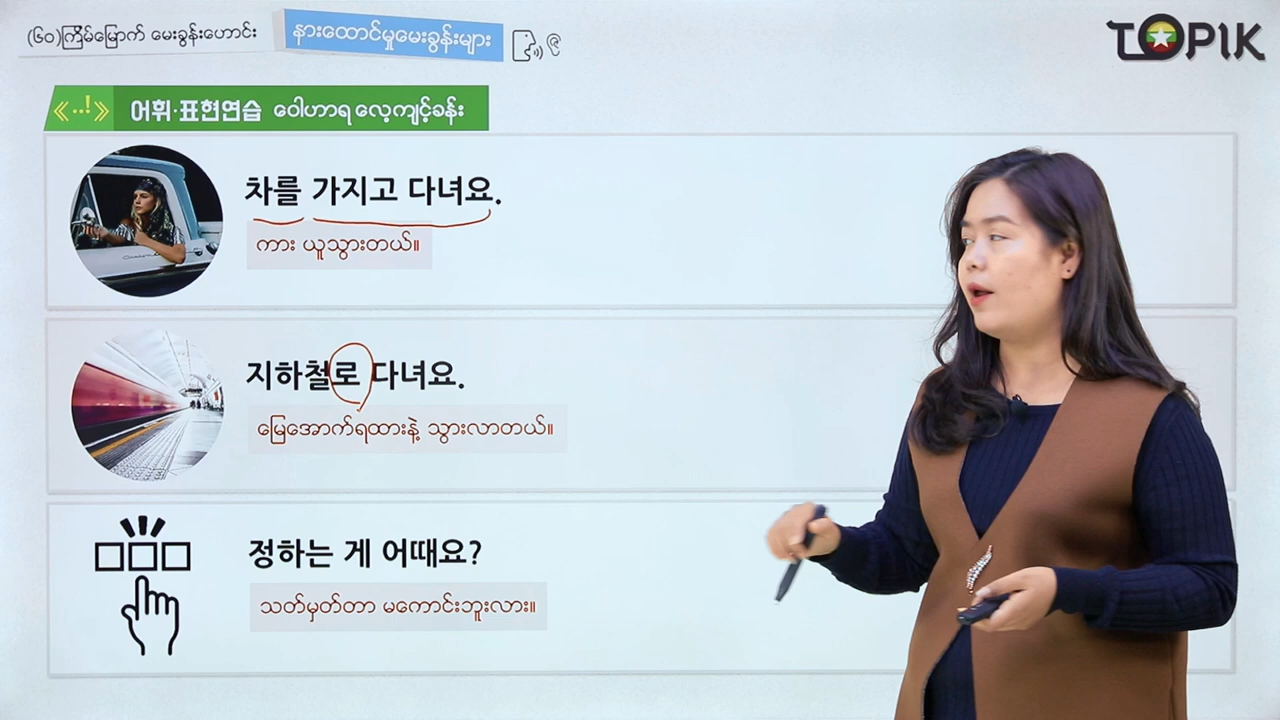 (၆၀)ကြိမ်မြောက် မေးခွန်းဟောင်း
နားထောင်မှုမေးခွန်းများ
၉
TOPIK
《..!》 어휘·표현연습 ဝေါဟာရ လေ့ကျင့်ခန်း
차를 가지고 다녀요.
ကား ယူသွားတယ်။
지하철로 다녀요.
မြေအောက်ရထားနဲ့ သွားလာတယ်။
정하는 게 어때요?
သတ်မှတ်တာ မကောင်းဘူးလား။